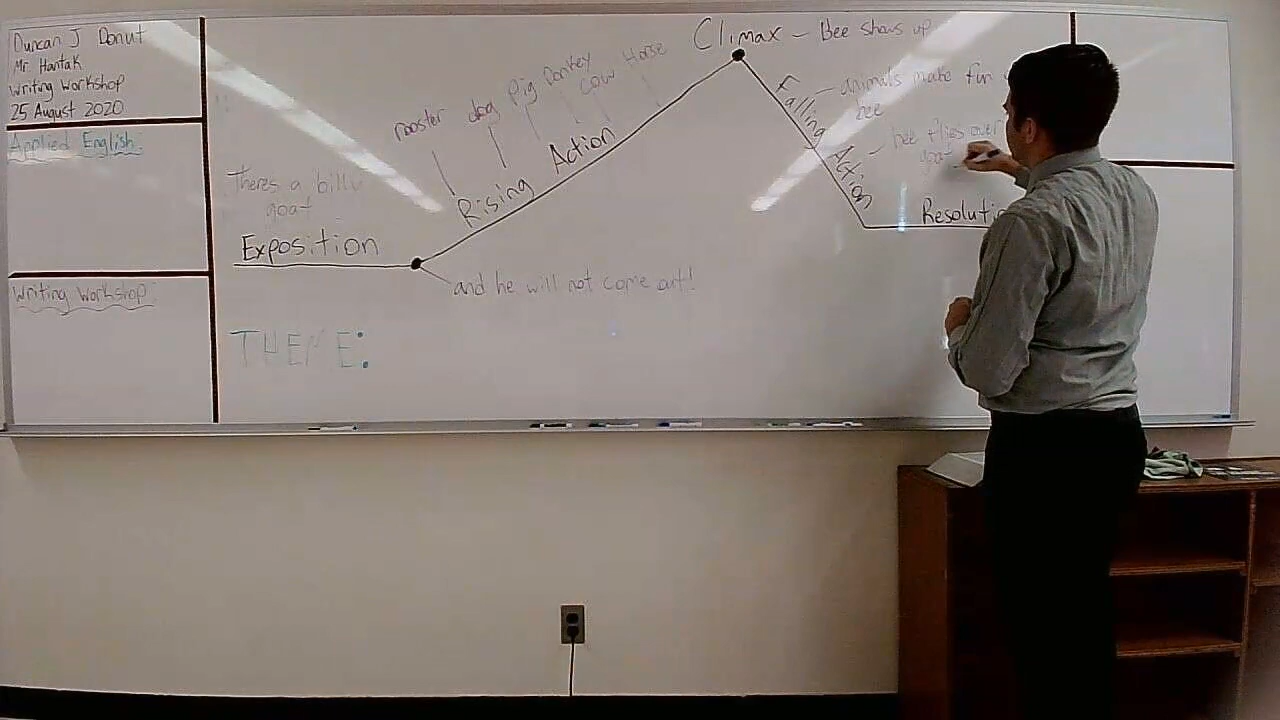 Duncan J Donut
Mr. Hantak
Writing Workshop
25 August 2020
Applied English:
Writing Workshop:
Theres a billy
goat
Exposition
and he will not come out!
rooster
dog
Pig
Donkey
cow
Horse
Rising Action
Climax - Bee shows up
Falling Action
- animals make fun
bee
- bee flies over
goat
Resolutio
THEME: